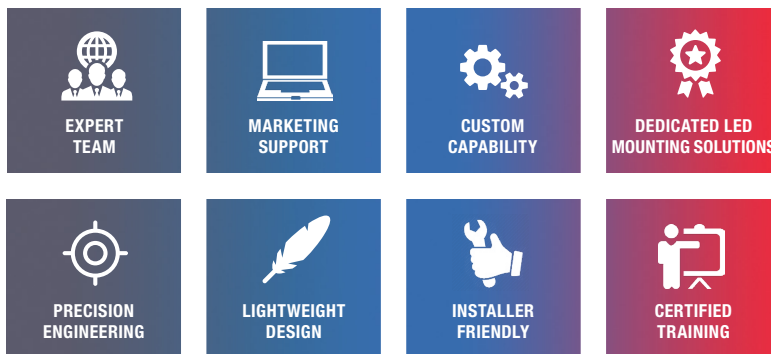 EXPERT
TEAM
MARKETING
SUPPORT
CUSTOM
CAPABILITY
DEDICATED LED
MOUNTING SOLUTIONS
PRECISION
ENGINEERING
LIGHTWEIGHT
DESIGN
INSTALLER
FRIENDLY
CERTIFIED
TRAINING